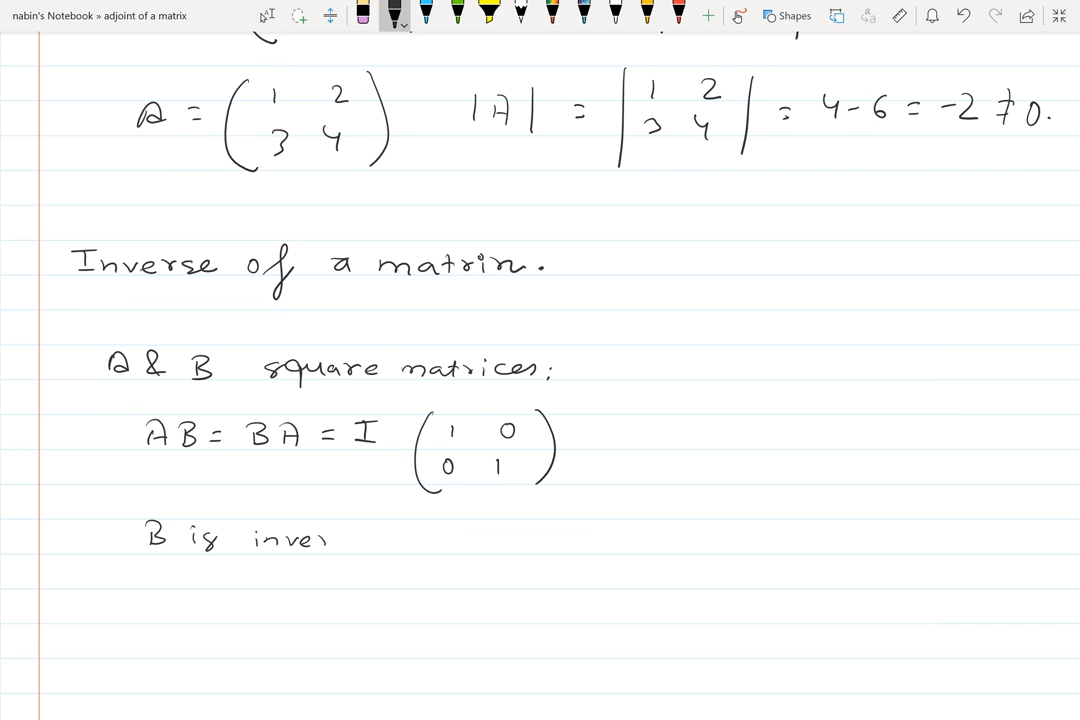 nabin's Notebook » adjoint of a matrix
Shapes
A = ( 1 2 3 4 ) |A| = | 1 2 3 4 | = 4-6 = -2 ≠ 0.
Inverse of a matrix.
A & B square matrices;
AB = BA = I ( 1 0 0 1 )
B is inver